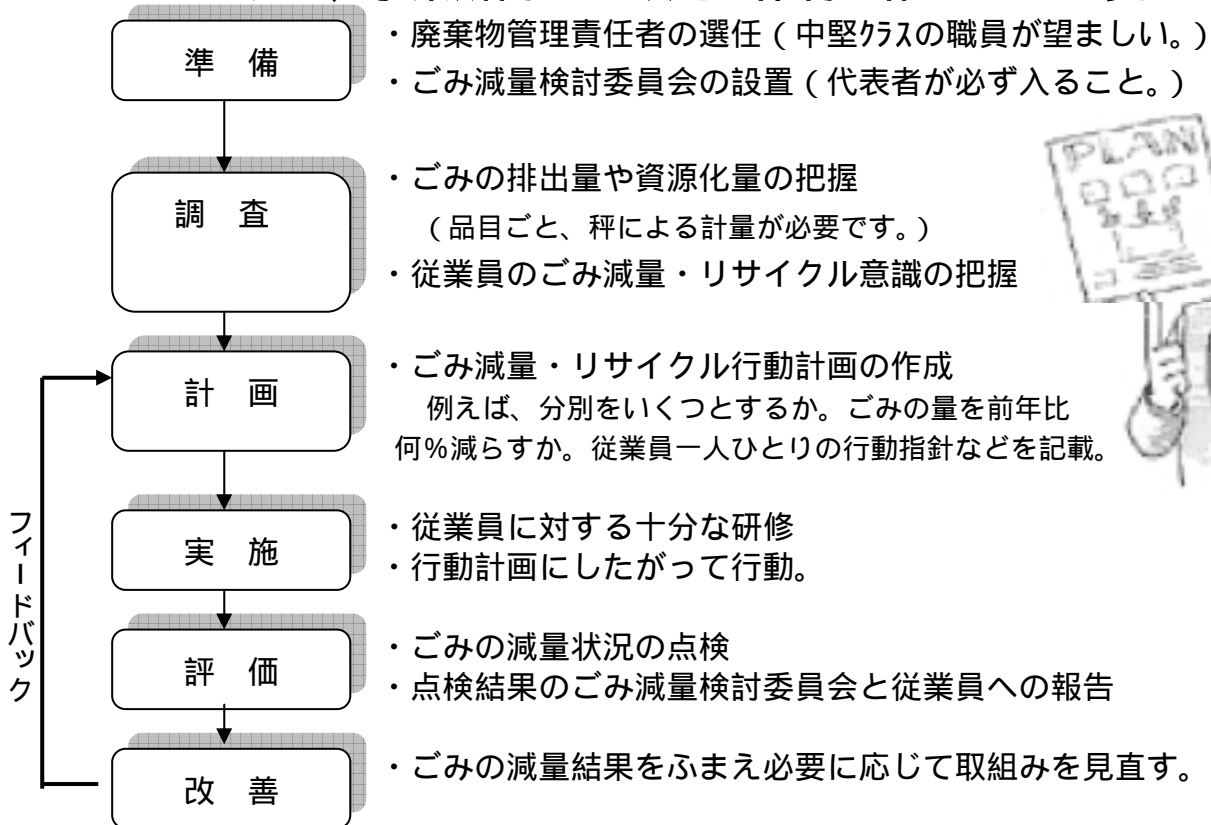 準　備
・廃棄物管理責任者の選任（中堅ｸﾗｽの職員が望ましい。）
・ごみ減量検討委員会の設置（代表者が必ず入ること。）
PLAN
調　査
・ごみの排出量や資源化量の把握
（品目ごと、秤による計量が必要です。）
・従業員のごみ減量・リサイクル意識の把握
計　画
・ごみ減量・リサイクル行動計画の作成
例えば、分別をいくつとするか。ごみの量を前年比
何％減らすか。従業員一人ひとりの行動指針などを記載。
フィードバック
実　施
・従業員に対する十分な研修
・行動計画にしたがって行動。
評　価
・ごみの減量状況の点検
・点検結果のごみ減量検討委員会と従業員への報告
改　善
・ごみの減量結果をふまえ必要に応じて取組みを見直す。